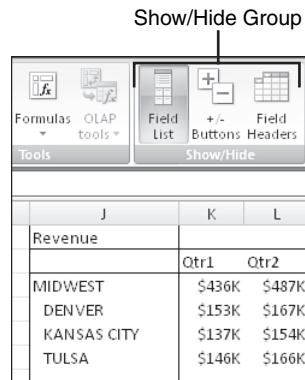 Show/Hide Group
Formulas OLAP tools Field List +/- Buttons Field Headers
Tools Show/Hide
J K L
Revenue
Qtr1 Qtr2
MIDWEST $436K $487K
DENVER $153K $167K
KANSAS CITY $137K $154K
TULSA $146K $166K